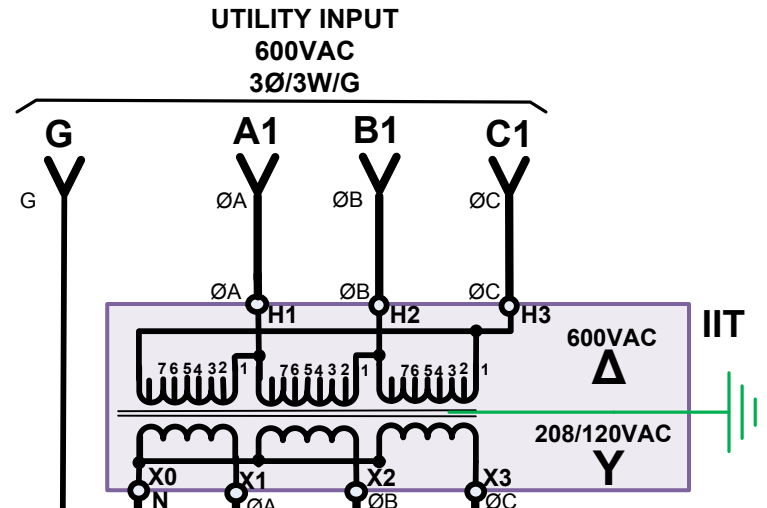 UTILITY INPUT
600VAC
3Ø/3W/G
G A1 B1 C1
G ØA ØB ØC
ØA ØB ØC
H1 H2 H3
IIT
600VAC
Δ
7 6 5 4 3 2 1 7 6 5 4 3 2 1 7 6 5 4 3 2 1
208/120VAC
Y
X0 X1 X2 X3
N ØA ØB ØC